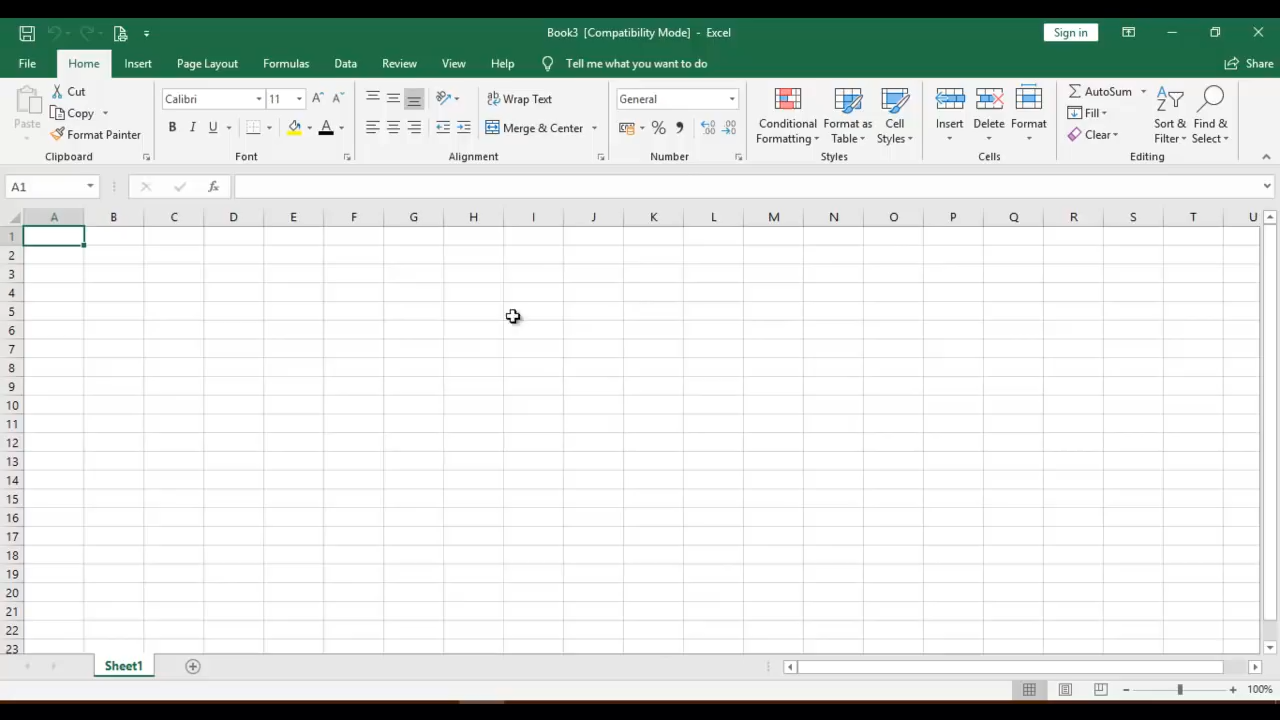 Book3 [Compatibility Mode] - Excel
Sign in
File Home Insert Page Layout Formulas Data Review View Help Tell me what you want to do Share
Paste
Cut
Copy
Format Painter
Clipboard
Calibri 11
B I U
Font
Wrap Text
Merge & Center
Alignment
General
Number
Conditional Formatting
Format as Table
Cell Styles
Styles
Insert
Delete
Format
Cells
AutoSum
Fill
Clear
Sort & Filter
Find & Select
Editing
A1
fx
A B C D E F G H I J K L M N O P Q R S T U
1
2
3
4
5
6
7
8
9
10
11
12
13
14
15
16
17
18
19
20
21
22
23
Sheet1
100%